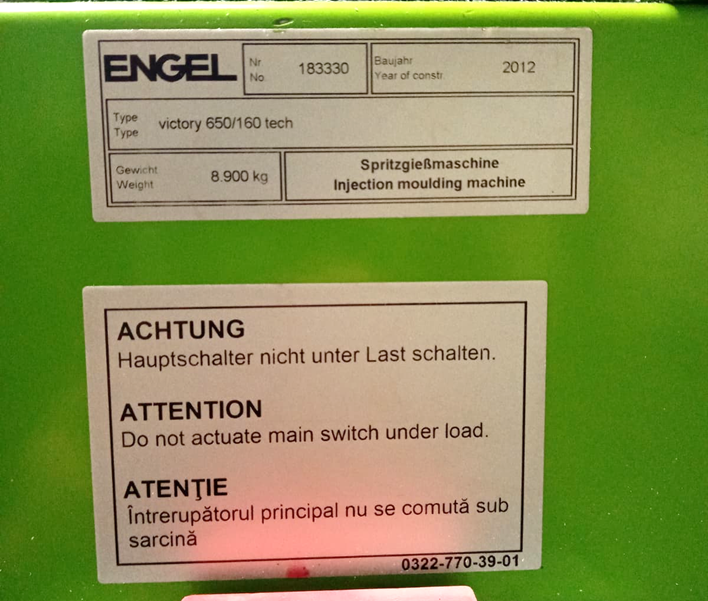 ENGEL
Nr.
No.
183330
Baujahr
Year of constr.
2012
Type
Type
victory 650/160 tech
Gewicht
Weight
8.900 kg
Spritzgießmaschine
Injection moulding machine
ACHTUNG
Hauptschalter nicht unter Last schalten.
ATTENTION
Do not actuate main switch under load.
ATENŢIE
Întrerupătorul principal nu se comută sub
sarcină
0322-770-39-01